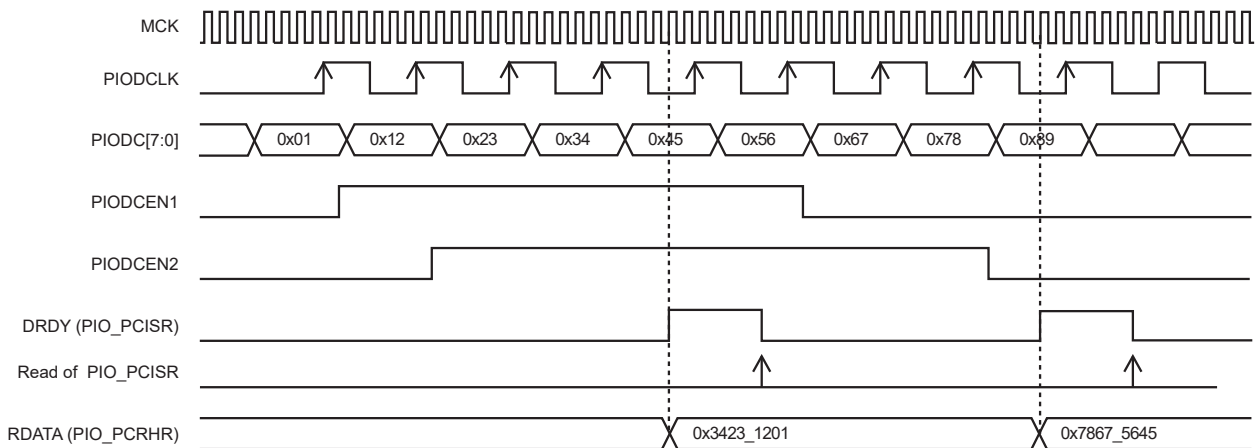 MCK
PIODCLK
PIODC[7:0] 0x01 0x12 0x23 0x34 0x45 0x56 0x67 0x78 0x89
PIODCEN1
PIODCEN2
DRDY (PIO_PCISR)
Read of PIO_PCISR
RDATA (PIO_PCRHR) 0x3423_1201 0x7867_5645